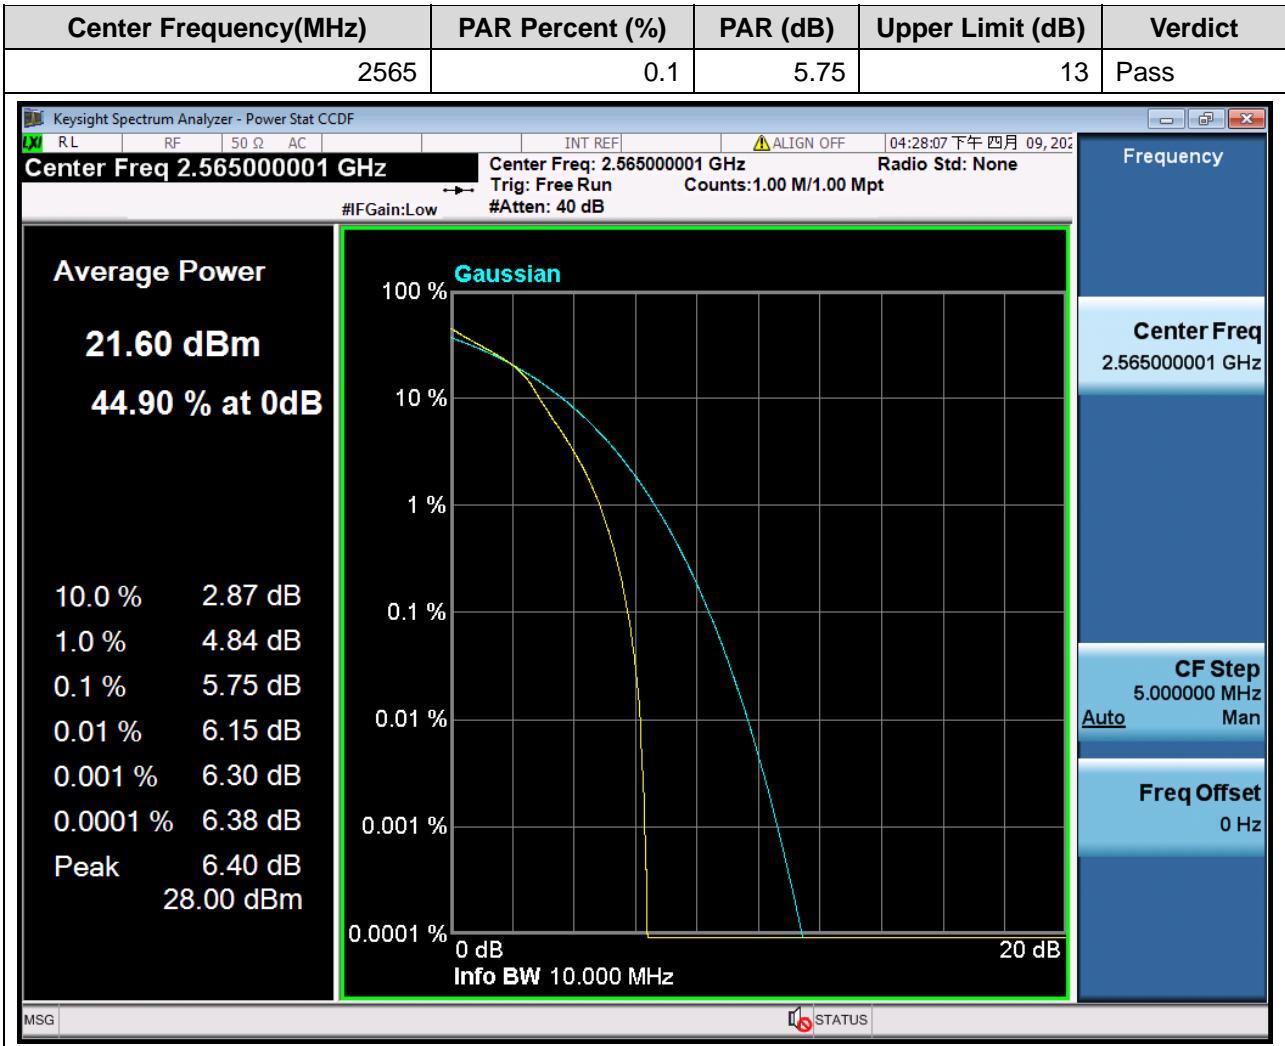 Center Frequency(MHz) PAR Percent (%) PAR (dB) Upper Limit (dB) Verdict
2565 0.1 5.75 13 Pass
Keysight Spectrum Analyzer - Power Stat CCDF
LXI RL RF 50 Ω AC INT REF ALIGN OFF 04:28:07 下午 四月 09, 202
Center Freq 2.565000001 GHz
#IFGain:Low
Center Freq: 2.565000001 GHz Radio Std: None
Trig: Free Run Counts:1.00 M/1.00 Mpt
#Atten: 40 dB
Average Power
21.60 dBm
44.90 % at 0dB
10.0 % 2.87 dB
1.0 % 4.84 dB
0.1 % 5.75 dB
0.01 % 6.15 dB
0.001 % 6.30 dB
0.0001 % 6.38 dB
Peak 6.40 dB
28.00 dBm
Gaussian
100 %
10 %
1 %
0.1 %
0.01 %
0.001 %
0.0001 %
0 dB 20 dB
Info BW 10.000 MHz
Frequency
Center Freq
2.565000001 GHz
CF Step
5.000000 MHz
Auto Man
Freq Offset
0 Hz
MSG STATUS